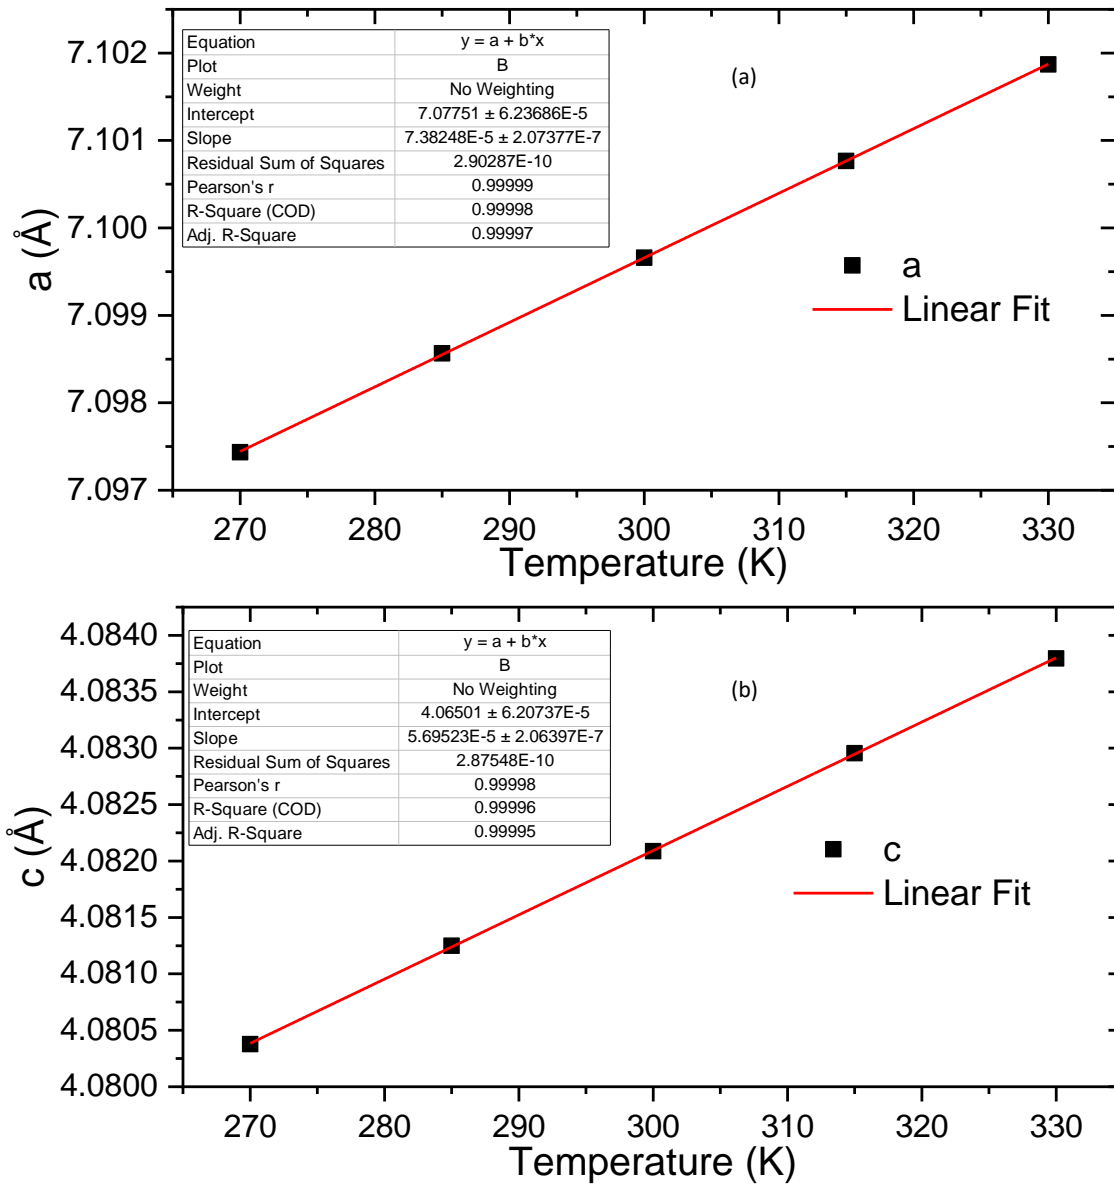 7.102
7.101
7.100
7.099
7.098
7.097
a (Å)
Equation y = a + b*x
Plot B
Weight No Weighting
Intercept 7.07751 ± 6.23686E-5
Slope 7.38248E-5 ± 2.07377E-7
Residual Sum of Squares 2.90287E-10
Pearson's r 0.99999
R-Square (COD) 0.99998
Adj. R-Square 0.99997
(a)
a
Linear Fit
270 280 290 300 310 320 330
Temperature (K)
4.0840
4.0835
4.0830
4.0825
4.0820
4.0815
4.0810
4.0805
4.0800
c (Å)
Equation y = a + b*x
Plot B
Weight No Weighting
Intercept 4.06501 ± 6.20737E-5
Slope 5.69523E-5 ± 2.06397E-7
Residual Sum of Squares 2.87548E-10
Pearson's r 0.99998
R-Square (COD) 0.99996
Adj. R-Square 0.99995
(b)
c
Linear Fit
270 280 290 300 310 320 330
Temperature (K)